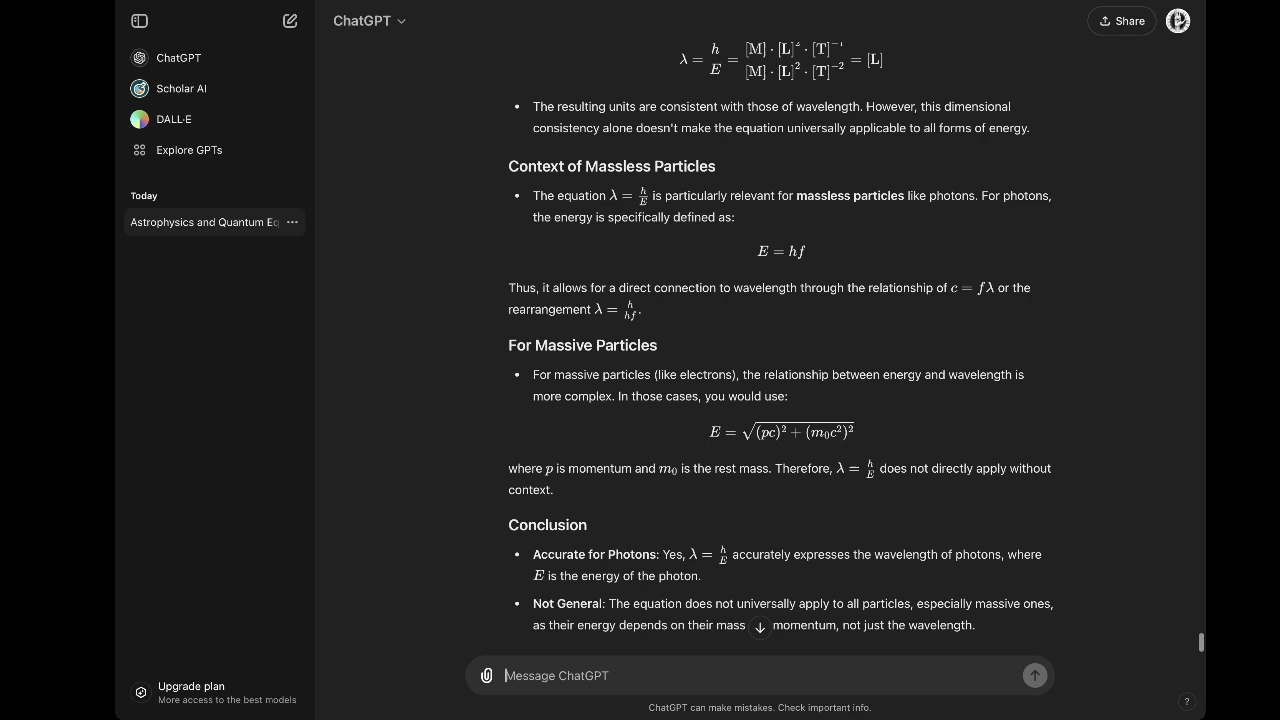 ChatGPT
Share
ChatGPT
Scholar AI
DALL·E
Explore GPTs
Today
Astrophysics and Quantum Eq
λ = h/E = [M] · [L]² · [T]⁻¹ / [M] · [L]² · [T]⁻² = [L]
• The resulting units are consistent with those of wavelength. However, this dimensional
consistency alone doesn't make the equation universally applicable to all forms of energy.
Context of Massless Particles
• The equation λ = h/E is particularly relevant for massless particles like photons. For photons,
the energy is specifically defined as:
E = hf
Thus, it allows for a direct connection to wavelength through the relationship of c = fλ or the
rearrangement λ = h/hf.
For Massive Particles
• For massive particles (like electrons), the relationship between energy and wavelength is
more complex. In those cases, you would use:
E = √(pc)² + (m₀c²)²
where p is momentum and m₀ is the rest mass. Therefore, λ = h/E does not directly apply without
context.
Conclusion
• Accurate for Photons: Yes, λ = h/E accurately expresses the wavelength of photons, where
E is the energy of the photon.
• Not General: The equation does not universally apply to all particles, especially massive ones,
as their energy depends on their mass momentum, not just the wavelength.
Message ChatGPT
Upgrade plan
More access to the best models
ChatGPT can make mistakes. Check important info.
?